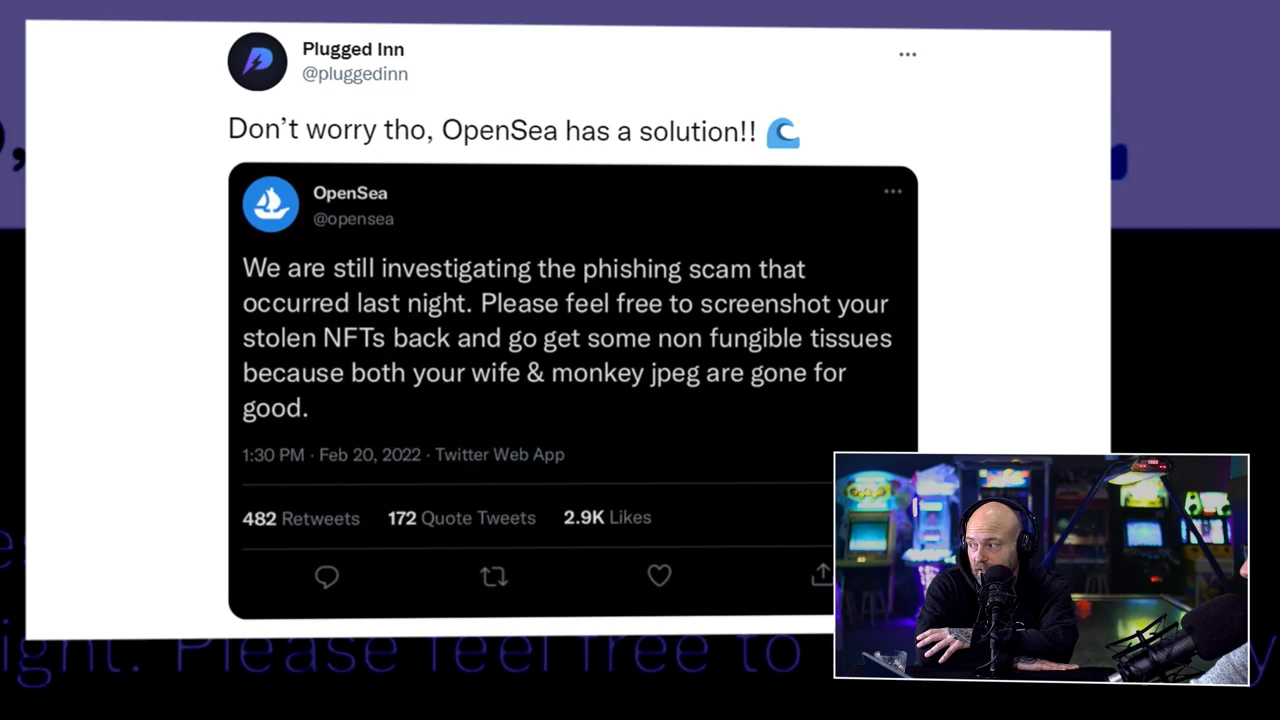 Plugged Inn
@pluggedinn
Don't worry tho, OpenSea has a solution!!
OpenSea
@opensea
We are still investigating the phishing scam that
occurred last night. Please feel free to screenshot your
stolen NFTs back and go get some non fungible tissues
because both your wife & monkey jpeg are gone for
good.
1:30 PM · Feb 20, 2022 · Twitter Web App
482 Retweets 172 Quote Tweets 2.9K Likes
ight. Please feel free to